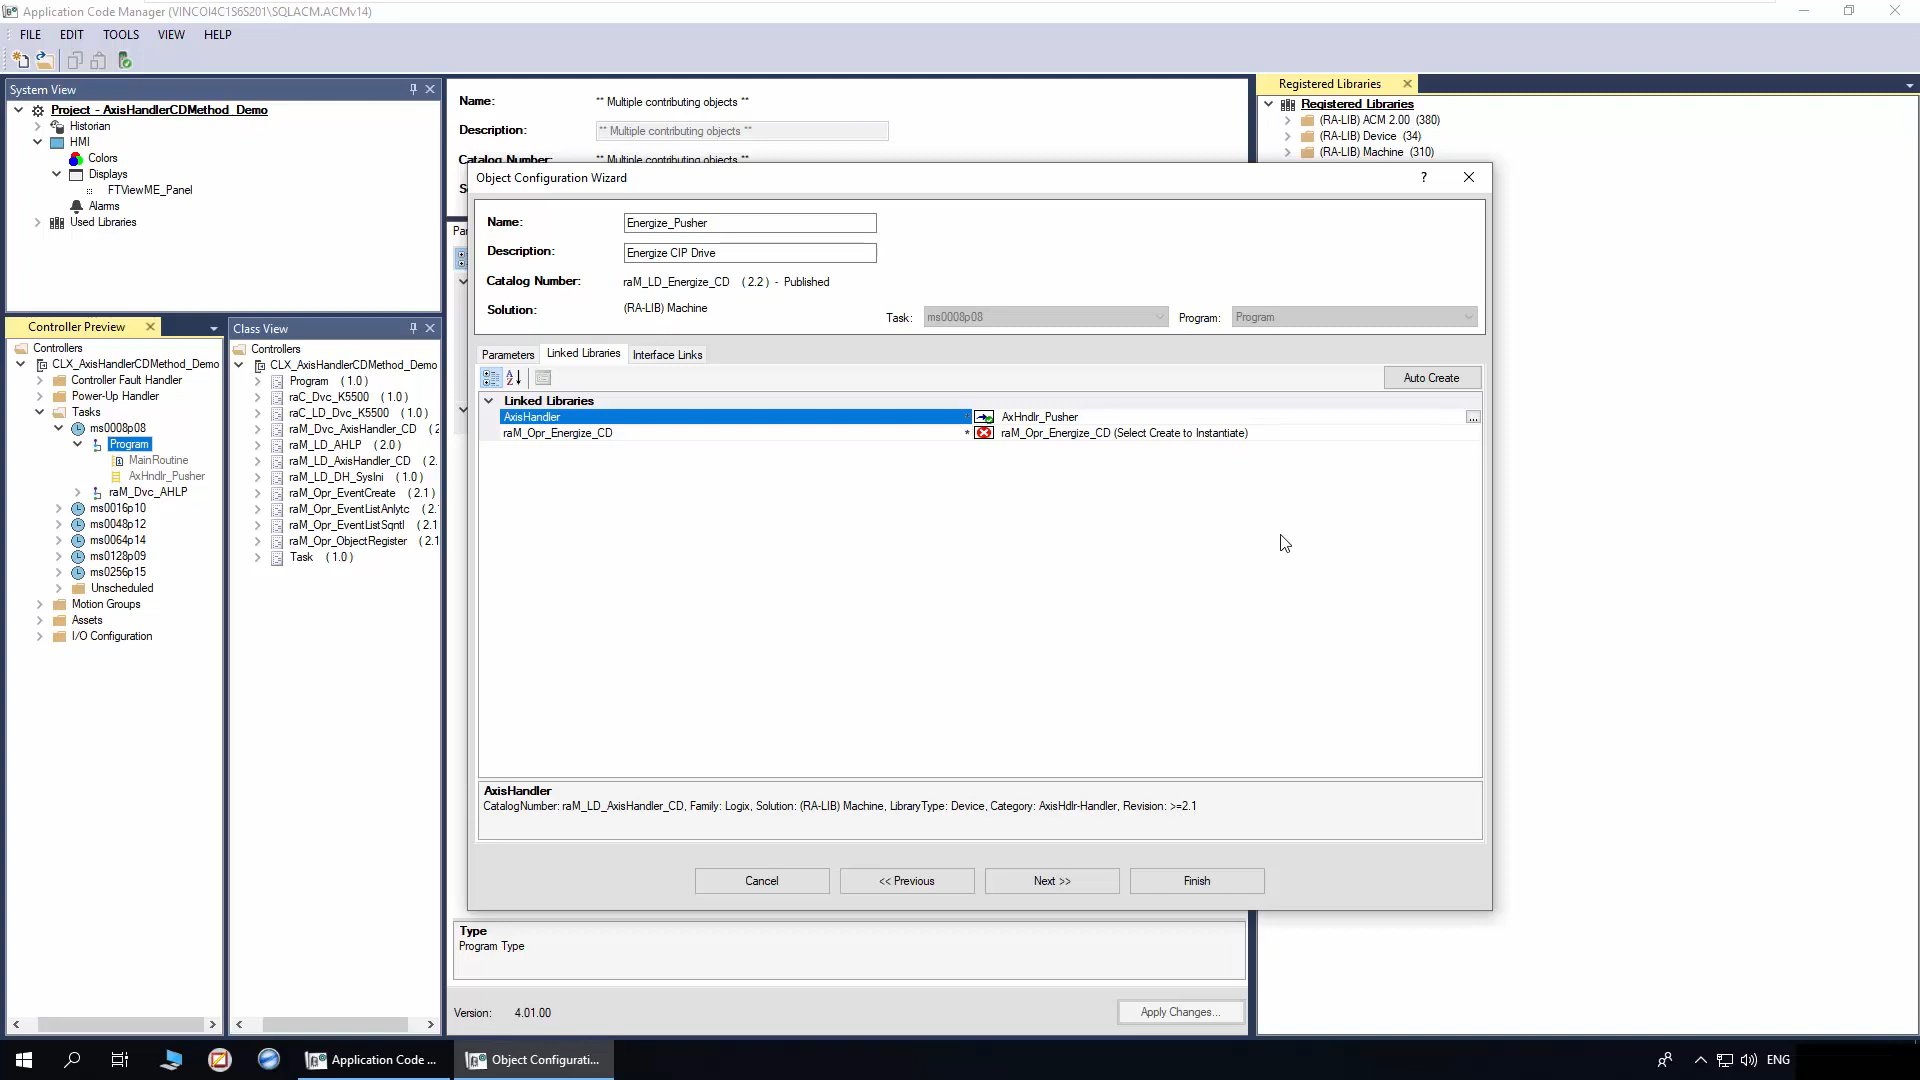 Application Code Manager (VINCOI4C1S6S201\SQLACM.ACMv14)
FILE EDIT TOOLS VIEW HELP
System View
Project - AxisHandlerCDMethod_Demo
Historian
HMI
Colors
Displays
FTViewME_Panel
Alarms
Used Libraries
Name: ** Multiple contributing objects **
Description: ** Multiple contributing objects **
Catalog Number: ** Multiple contributing objects **
S
Par
Registered Libraries
Registered Libraries
(RA-LIB) ACM 2.00 (380)
(RA-LIB) Device (34)
(RA-LIB) Machine (310)
Controller Preview
Controllers
CLX_AxisHandlerCDMethod_Demo
Controller Fault Handler
Power-Up Handler
Tasks
ms0008p08
Program
MainRoutine
AxHndlr_Pusher
raM_Dvc_AHLP
ms0016p10
ms0048p12
ms0064p14
ms0128p09
ms0256p15
Unscheduled
Motion Groups
Assets
I/O Configuration
Class View
Controllers
CLX_AxisHandlerCDMethod_Demo
Program (1.0)
raC_Dvc_K5500 (1.0)
raC_LD_Dvc_K5500 (1.0)
raM_Dvc_AxisHandler_CD (2
raM_LD_AHLP (2.0)
raM_LD_AxisHandler_CD (2.
raM_LD_DH_SysIni (1.0)
raM_Opr_EventCreate (2.1)
raM_Opr_EventListAnlytc (2.
raM_Opr_EventListSqntl (2.1
raM_Opr_ObjectRegister (2.1
Task (1.0)
Object Configuration Wizard
Name: Energize_Pusher
Description: Energize CIP Drive
Catalog Number: raM_LD_Energize_CD (2.2) - Published
Solution: (RA-LIB) Machine
Task: ms0008p08 Program: Program
Parameters Linked Libraries Interface Links
Auto Create
Linked Libraries
AxisHandler * AxHndlr_Pusher ...
raM_Opr_Energize_CD * raM_Opr_Energize_CD (Select Create to Instantiate)
AxisHandler
CatalogNumber: raM_LD_AxisHandler_CD, Family: Logix, Solution: (RA-LIB) Machine, LibraryType: Device, Category: AxisHdlr-Handler, Revision: >=2.1
Cancel << Previous Next >> Finish
Type
Program Type
Version: 4.01.00
Apply Changes...
Application Code ...
Object Configurati...
ENG